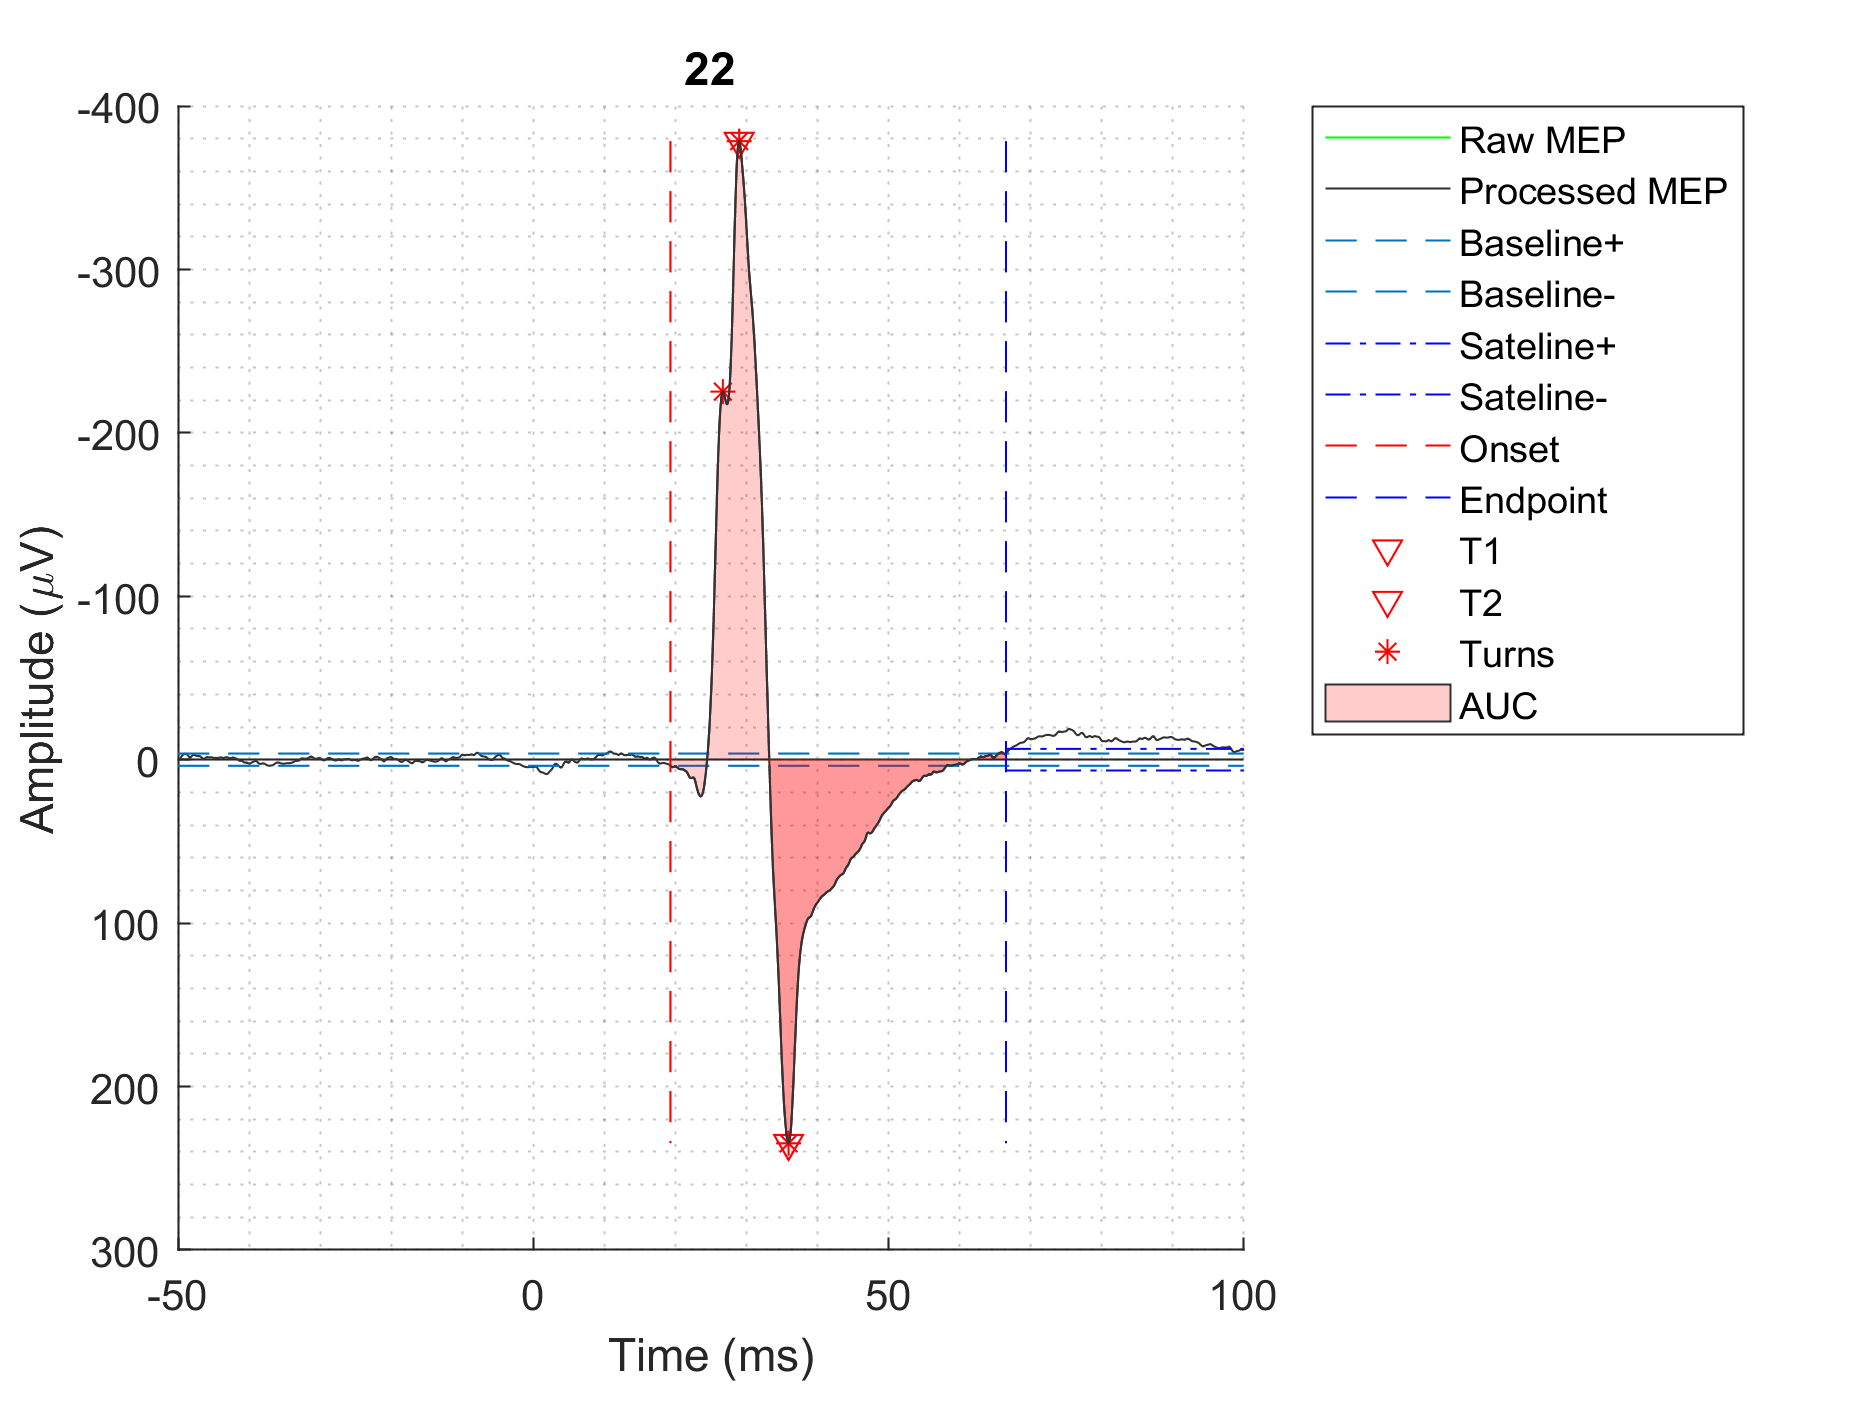 22
-400
-300
-200
-100
0
100
200
300
Amplitude (μV)
-50 0 50 100
Time (ms)
Raw MEP
Processed MEP
Baseline+
Baseline-
Sateline+
Sateline-
Onset
Endpoint
T1
T2
Turns
AUC